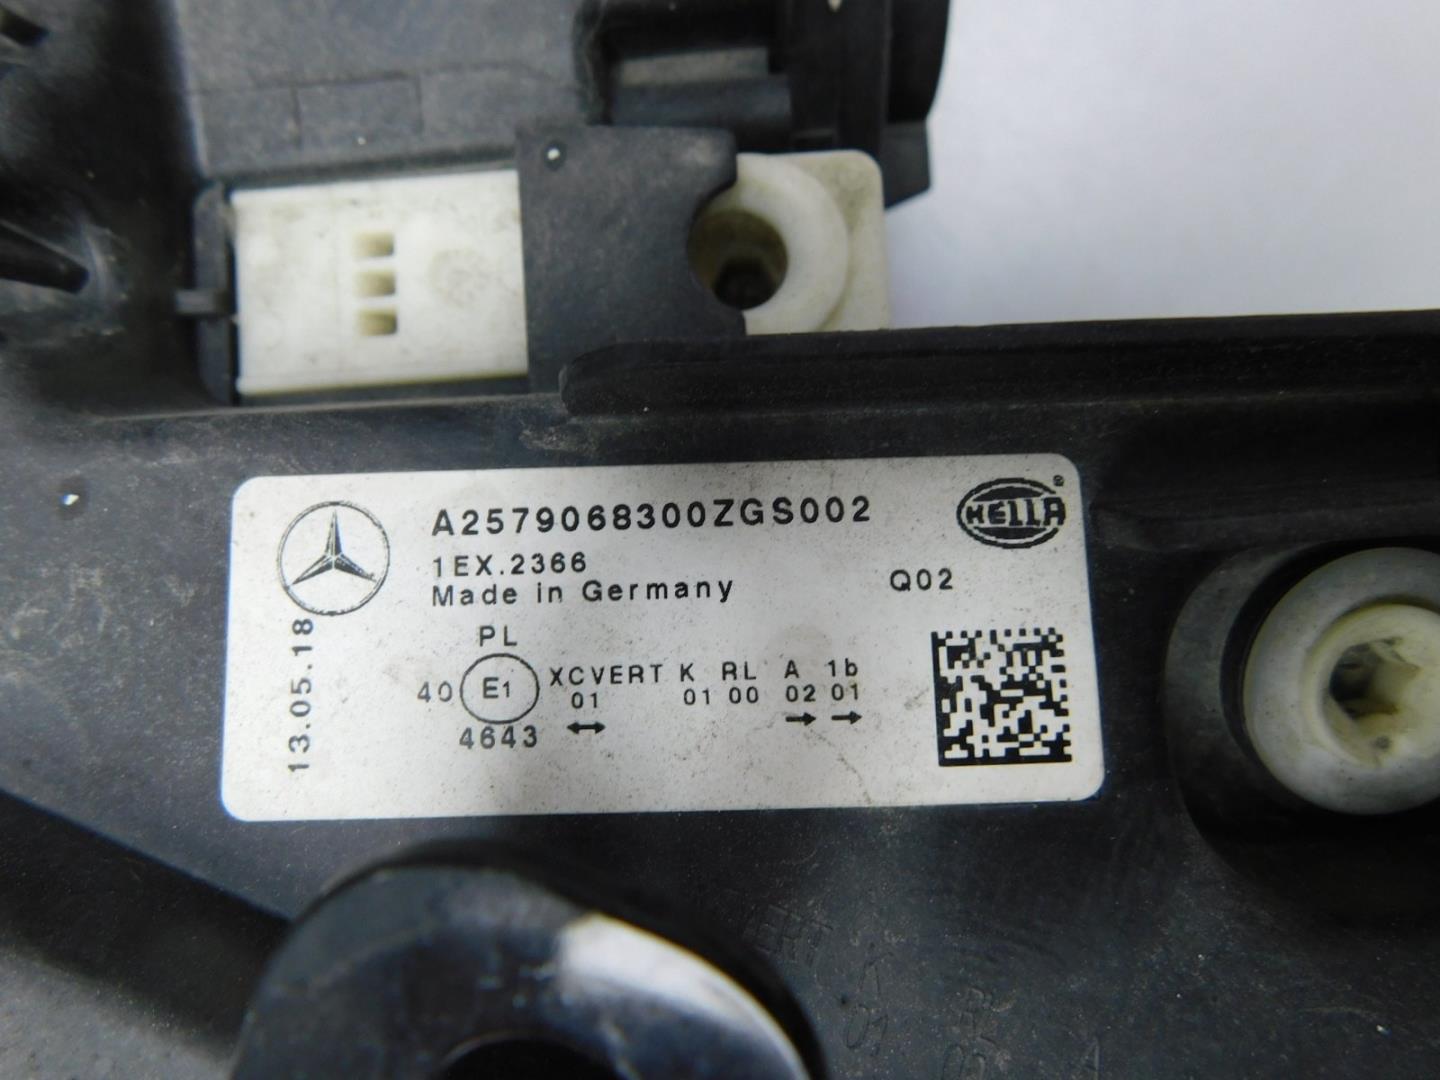 A2579068300ZGS002
HELLA ®
1EX.2366
Made in Germany
Q02
13.05.18
PL
40 E1 XCVERT K RL A 1b
01 01 00 02 01
4643 ↔ → →